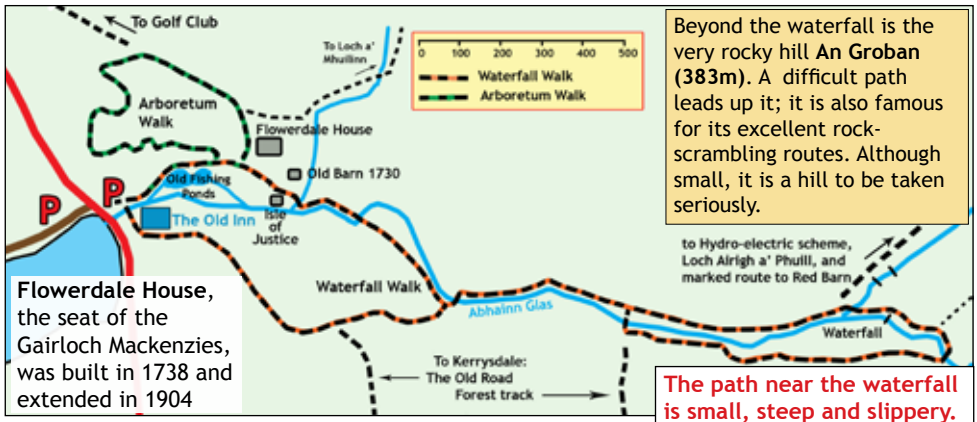 To Golf Club
To Loch a'
Mhuilinn
0 100 200 300 400 500
Waterfall Walk
Arboretum Walk
Beyond the waterfall is the
very rocky hill An Groban
(383m). A difficult path
leads up it; it is also famous
for its excellent rock-
scrambling routes. Although
small, it is a hill to be taken
seriously.
Arboretum
Walk
Flowerdale House
Old Barn 1730
Old Fishing
Ponds
P
P
The Old Inn
Isle
of
Justice
to Hydro-electric scheme,
Loch Airigh a' Phuill, and
marked route to Red Barn
Waterfall Walk
Abhainn Glas
Waterfall
Flowerdale House,
the seat of the
Gairloch Mackenzies,
was built in 1738 and
extended in 1904
To Kerrysdale:
The Old Road
Forest track
The path near the waterfall
is small, steep and slippery.